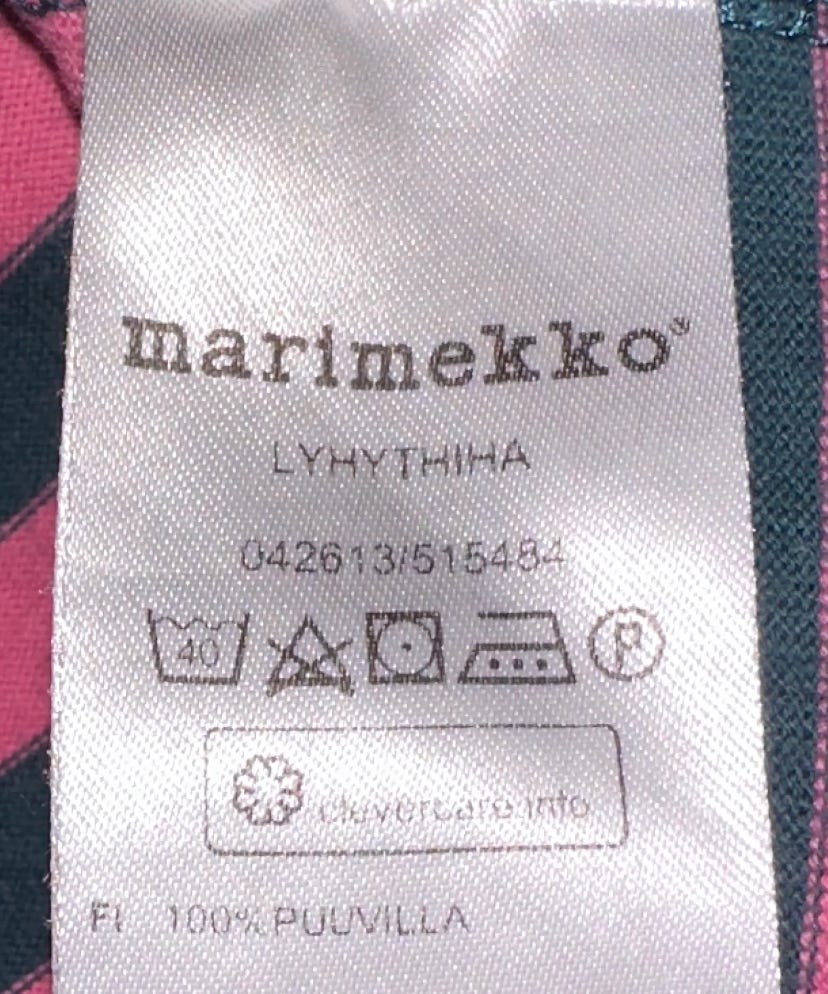 marimekko®
LYHYTHIHA
042613/515484
40 P
clevercare.info
FI 100% PUUVILLA